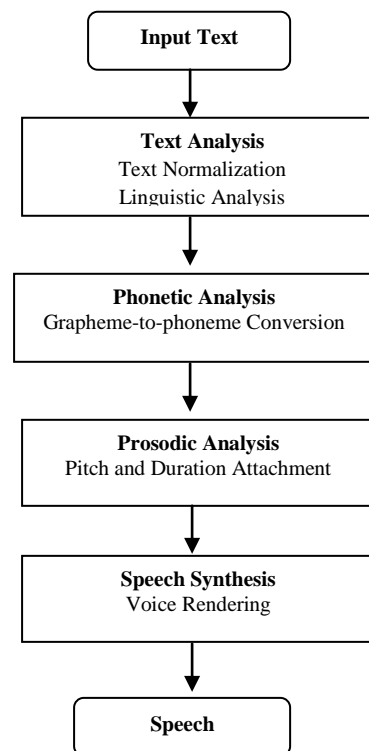 Input Text
Text Analysis
Text Normalization
Linguistic Analysis
Phonetic Analysis
Grapheme-to-phoneme Conversion
Prosodic Analysis
Pitch and Duration Attachment
Speech Synthesis
Voice Rendering
Speech